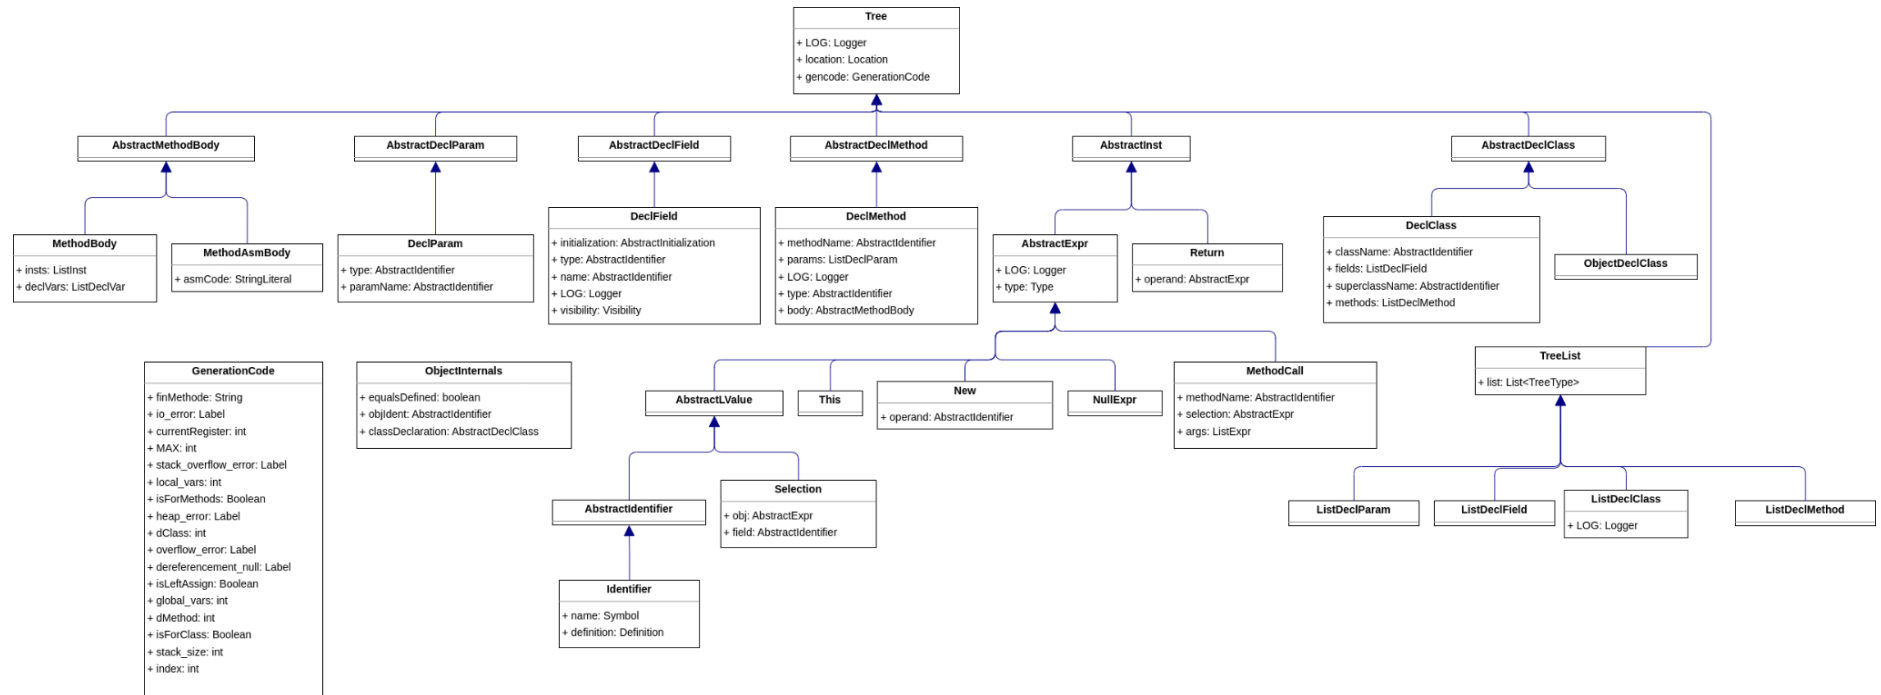 Tree
+ LOG: Logger
+ location: Location
+ gencode: GenerationCode
AbstractMethodBody
AbstractDeclParam
AbstractDeclField
AbstractDeclMethod
AbstractInst
AbstractDeclClass
MethodBody
+ insts: ListInst
+ declVars: ListDeclVar
MethodAsmBody
+ asmCode: StringLiteral
DeclParam
+ type: AbstractIdentifier
+ paramName: AbstractIdentifier
DeclField
+ initialization: AbstractInitialization
+ type: AbstractIdentifier
+ name: AbstractIdentifier
+ LOG: Logger
+ visibility: Visibility
DeclMethod
+ methodName: AbstractIdentifier
+ params: ListDeclParam
+ LOG: Logger
+ type: AbstractIdentifier
+ body: AbstractMethodBody
AbstractExpr
+ LOG: Logger
+ type: Type
Return
+ operand: AbstractExpr
DeclClass
+ className: AbstractIdentifier
+ fields: ListDeclField
+ superclassName: AbstractIdentifier
+ methods: ListDeclMethod
ObjectDeclClass
GenerationCode
+ finMethode: String
+ io_error: Label
+ currentRegister: int
+ MAX: int
+ stack_overflow_error: Label
+ local_vars: int
+ isForMethods: Boolean
+ heap_error: Label
+ dClass: int
+ overflow_error: Label
+ dereferencement_null: Label
+ isLeftAssign: Boolean
+ global_vars: int
+ dMethod: int
+ isForClass: Boolean
+ stack_size: int
+ index: int
ObjectInternals
+ equalsDefined: boolean
+ objIdent: AbstractIdentifier
+ classDeclaration: AbstractDeclClass
AbstractLValue
This
New
+ operand: AbstractIdentifier
NullExpr
MethodCall
+ methodName: AbstractIdentifier
+ selection: AbstractExpr
+ args: ListExpr
TreeList
+ list: List<TreeType>
AbstractIdentifier
Selection
+ obj: AbstractExpr
+ field: AbstractIdentifier
ListDeclParam
ListDeclField
ListDeclClass
+ LOG: Logger
ListDeclMethod
Identifier
+ name: Symbol
+ definition: Definition